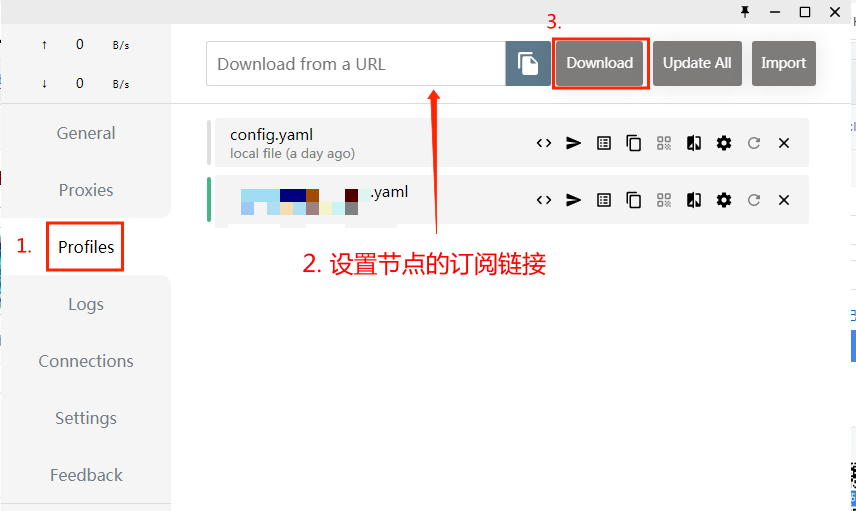 3.
↑ 0 B/s
↓ 0 B/s
Download from a URL
Download
Update All
Import
General
Proxies
1.
Profiles
Logs
Connections
Settings
Feedback
config.yaml
local file (a day ago)
.yaml
2. 设置节点的订阅链接